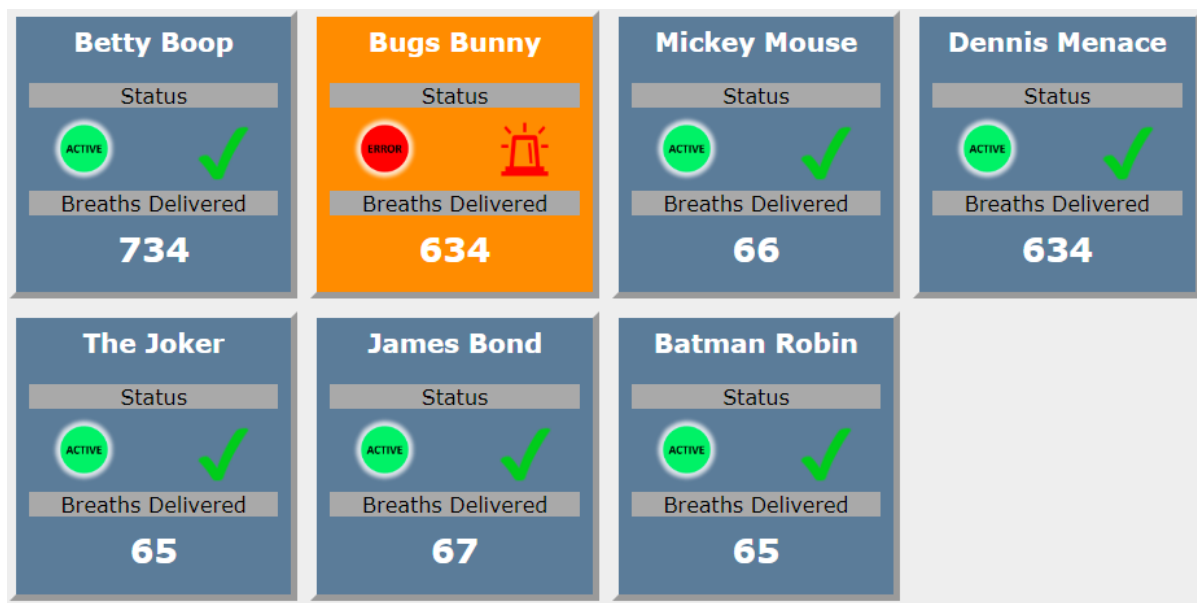 Betty Boop
Status
ACTIVE
Breaths Delivered
734
Bugs Bunny
Status
ERROR
Breaths Delivered
634
Mickey Mouse
Status
ACTIVE
Breaths Delivered
66
Dennis Menace
Status
ACTIVE
Breaths Delivered
634
The Joker
Status
ACTIVE
Breaths Delivered
65
James Bond
Status
ACTIVE
Breaths Delivered
67
Batman Robin
Status
ACTIVE
Breaths Delivered
65